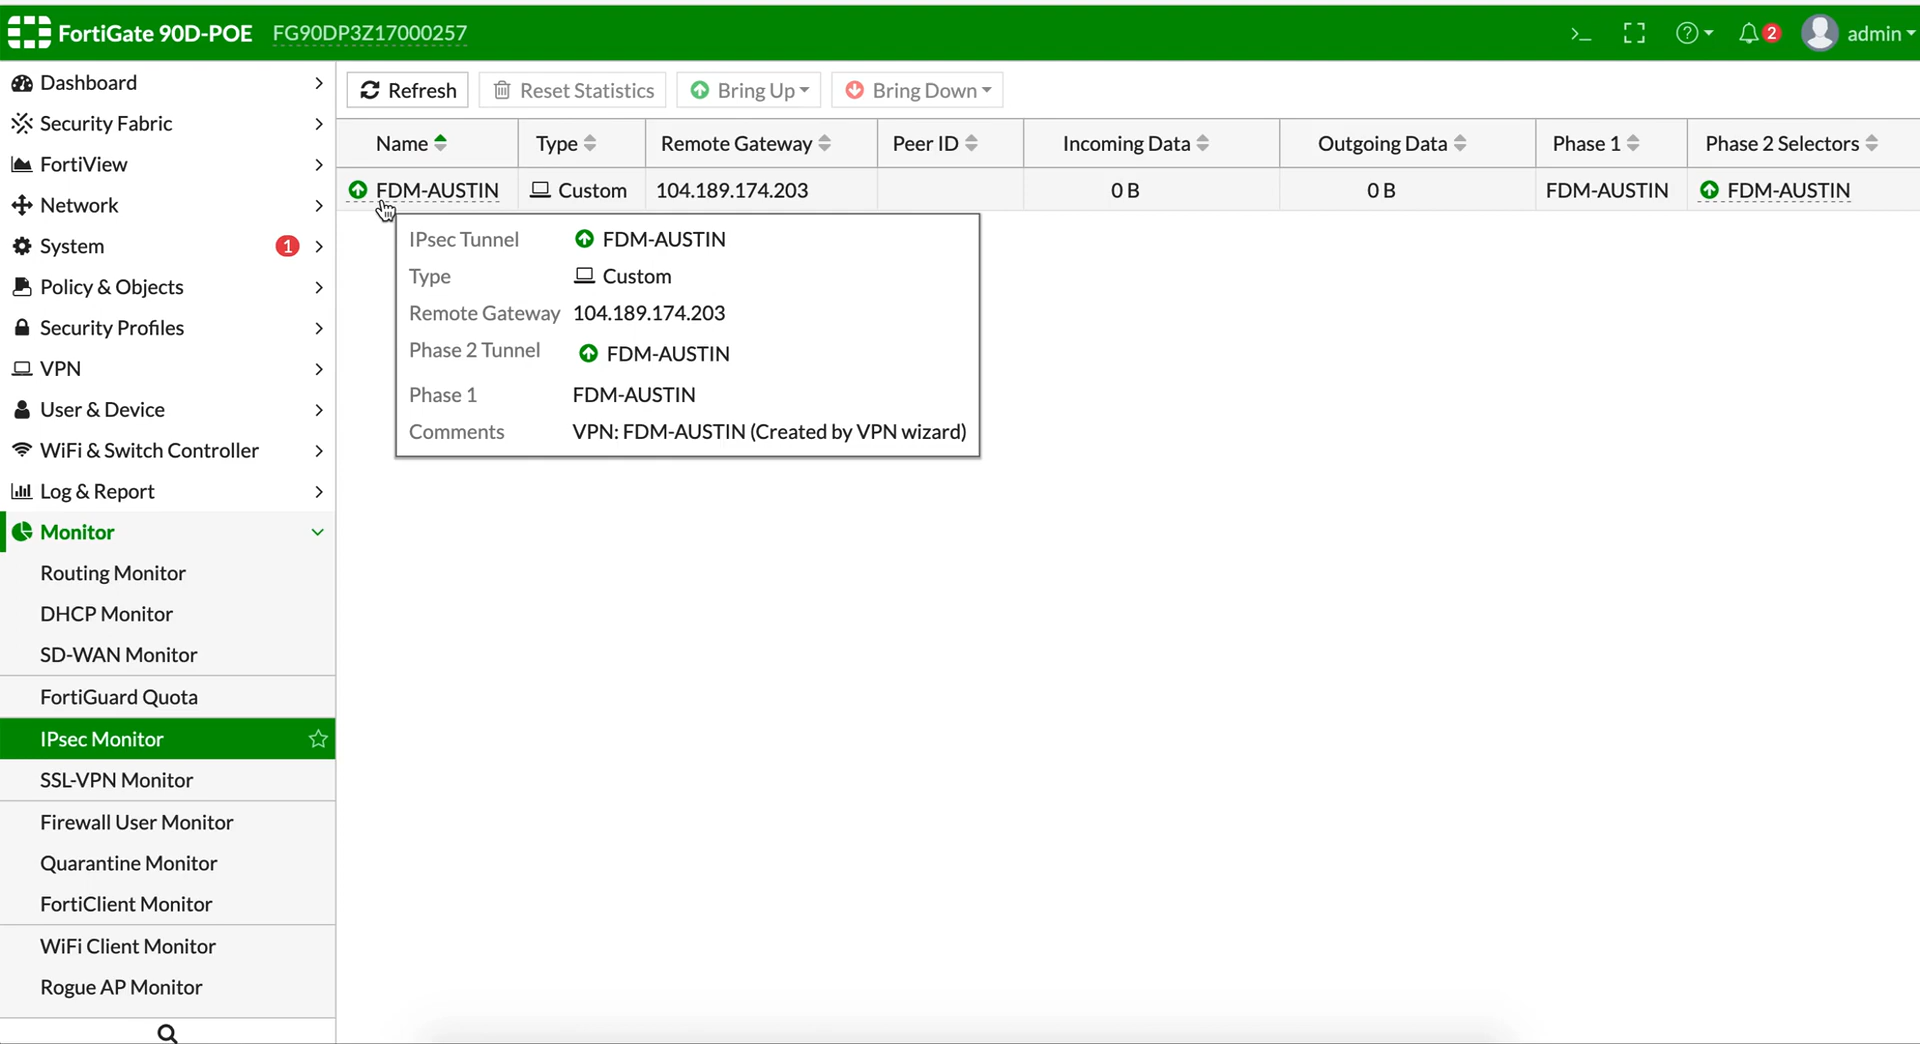 FortiGate 90D-POE FG90DP3Z17000257 >_ ? 2 admin
Dashboard
Security Fabric
FortiView
Network
System 1
Policy & Objects
Security Profiles
VPN
User & Device
WiFi & Switch Controller
Log & Report
Monitor
Routing Monitor
DHCP Monitor
SD-WAN Monitor
FortiGuard Quota
IPsec Monitor
SSL-VPN Monitor
Firewall User Monitor
Quarantine Monitor
FortiClient Monitor
WiFi Client Monitor
Rogue AP Monitor
Refresh Reset Statistics Bring Up Bring Down
Name Type Remote Gateway Peer ID Incoming Data Outgoing Data Phase 1 Phase 2 Selectors
FDM-AUSTIN Custom 104.189.174.203 0 B 0 B FDM-AUSTIN FDM-AUSTIN
IPsec Tunnel FDM-AUSTIN
Type Custom
Remote Gateway 104.189.174.203
Phase 2 Tunnel FDM-AUSTIN
Phase 1 FDM-AUSTIN
Comments VPN: FDM-AUSTIN (Created by VPN wizard)